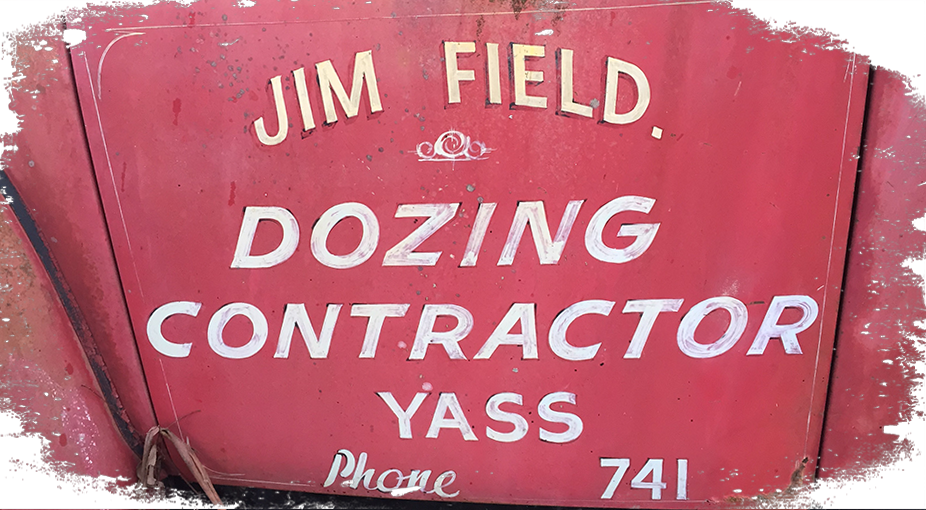 JIM FIELD.
DOZING
CONTRACTOR
YASS
Phone 741